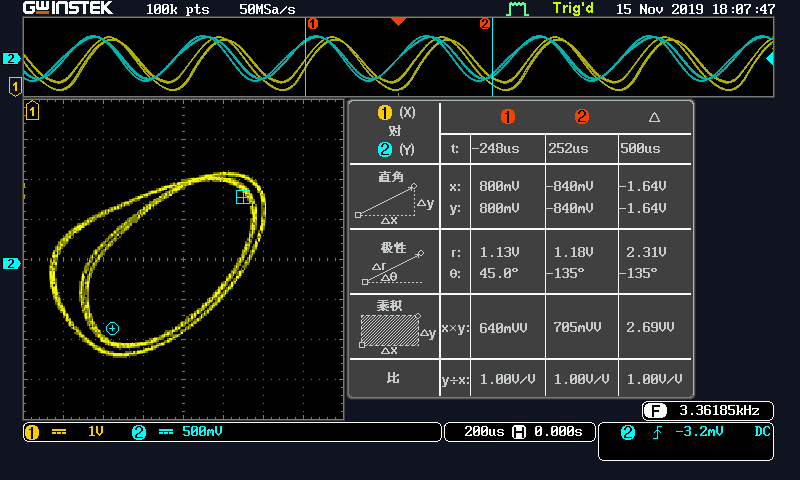 GWINSTEK 100k pts 50MSa/s Trig'd 15 Nov 2019 18:07:47
1 2
2
1
1
2
1 (X)
对
2 (Y)
1 2 △
t: -248us 252us 500us
直角
△y
△x
x: 800mV -840mV -1.64V
y: 800mV -840mV -1.64V
极性
△r
△θ
r: 1.13V 1.18V 2.31V
θ: 45.0° -135° -135°
乘积
△y
△x
x×y: 640mVV 705mVV 2.69VV
比
y÷x: 1.00V/V 1.00V/V 1.00V/V
F 3.36185kHz
1 1V 2 500mV 200us H 0.000s 2 -3.2mV DC